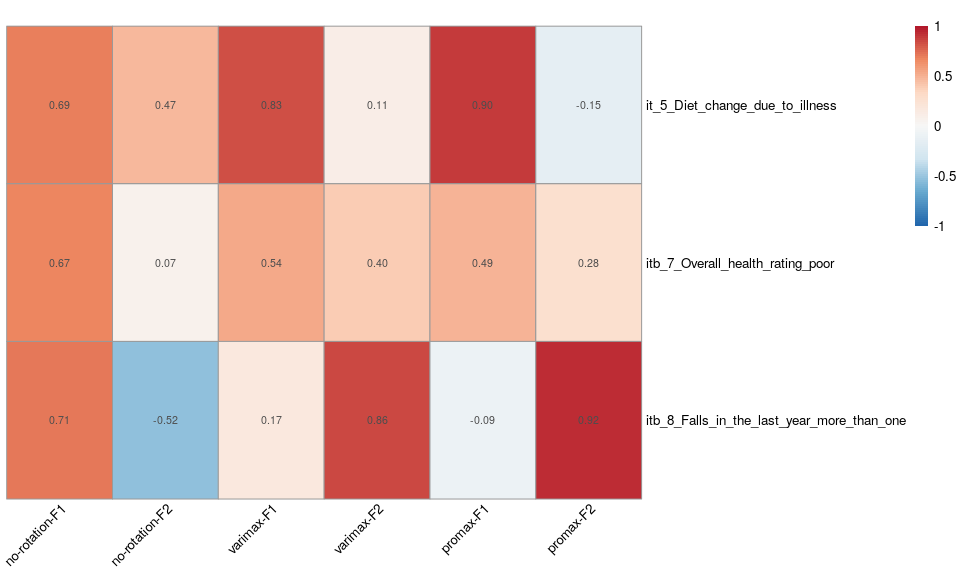 1
0.5
0
-0.5
-1
0.69 0.47 0.83 0.11 0.90 -0.15 it_5_Diet_change_due_to_illness
0.67 0.07 0.54 0.40 0.49 0.28 itb_7_Overall_health_rating_poor
0.71 -0.52 0.17 0.86 -0.09 itb_8_Falls_in_the_last_year_more_than_one
no-rotation-F1
no-rotation-F2
varimax-F1
varimax-F2
promax-F1
promax-F2